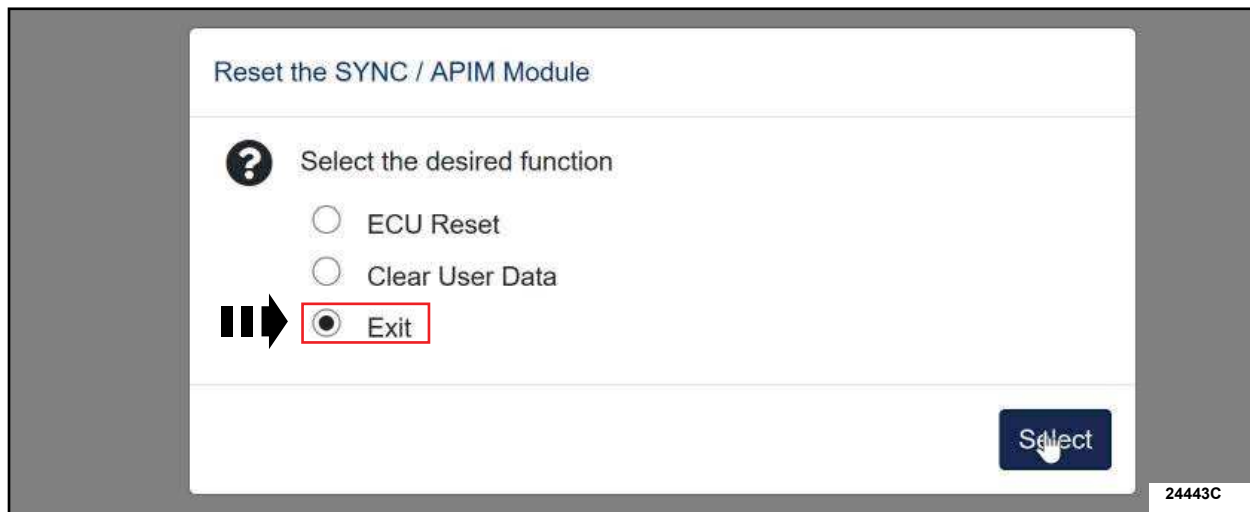 Reset the SYNC / APIM Module
Select the desired function
ECU Reset
Clear User Data
Exit
Select
24443C